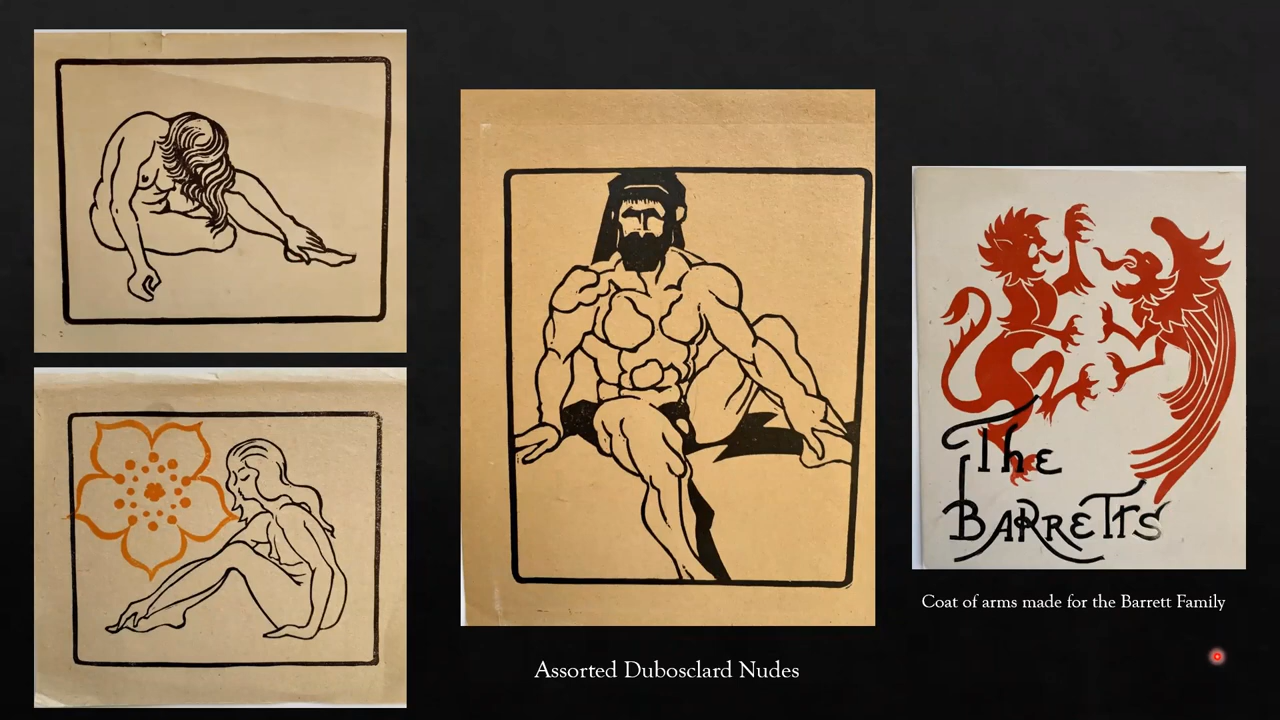 The
BARRETTS
Coat of arms made for the Barrett Family
Assorted Dubosclard Nudes